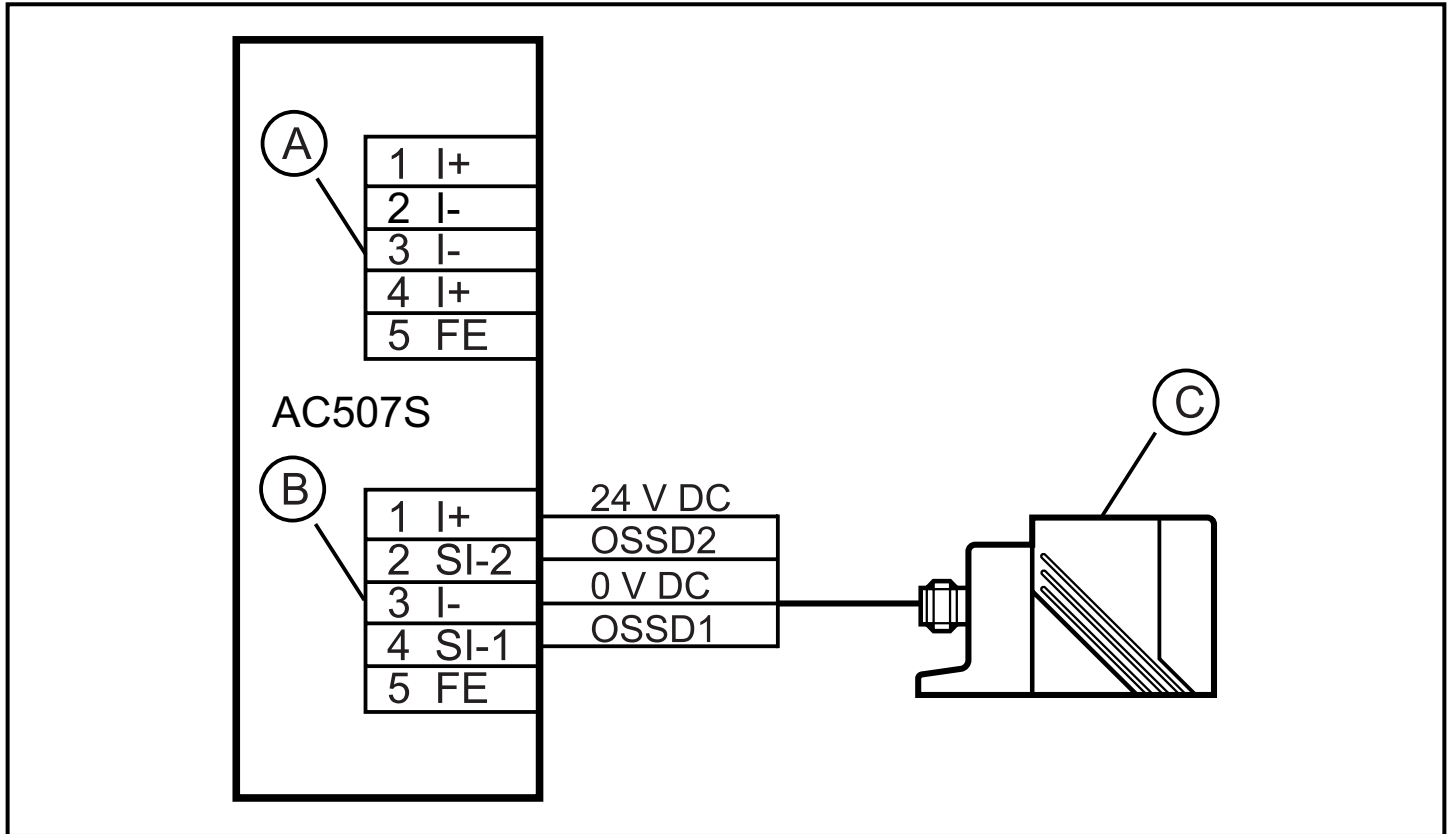 A
1 I+
2 I-
3 I-
4 I+
5 FE
AC507S
B
1 I+
2 SI-2
3 I-
4 SI-1
5 FE
24 V DC
OSSD2
0 V DC
OSSD1
C